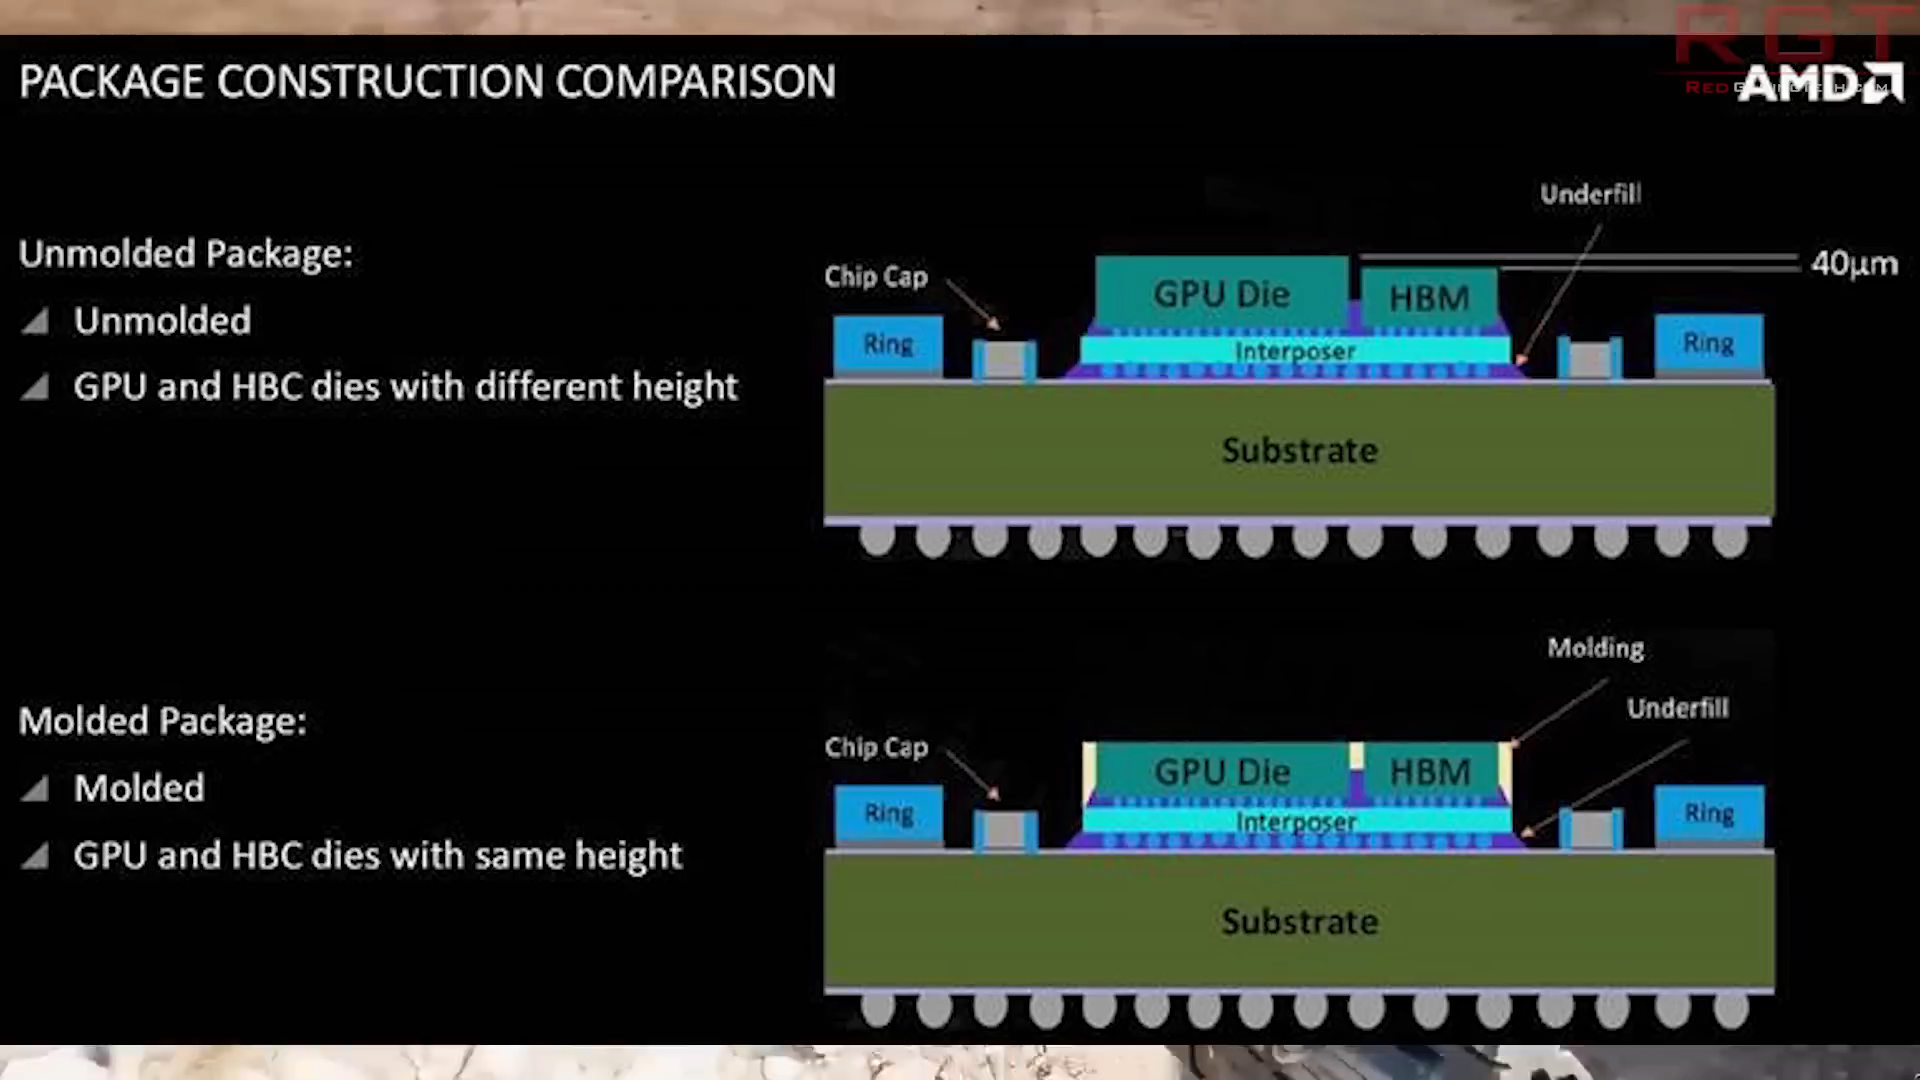 RGT
PACKAGE CONSTRUCTION COMPARISON
AMD
Underfill
Unmolded Package:
40µm
Chip Cap
GPU Die
HBM
Unmolded
Ring
Ring
Interposer
GPU and HBC dies with different height
Substrate
Molding
Underfill
Molded Package:
Chip Cap
GPU Die
HBM
Molded
Ring
Ring
Interposer
GPU and HBC dies with same height
Substrate